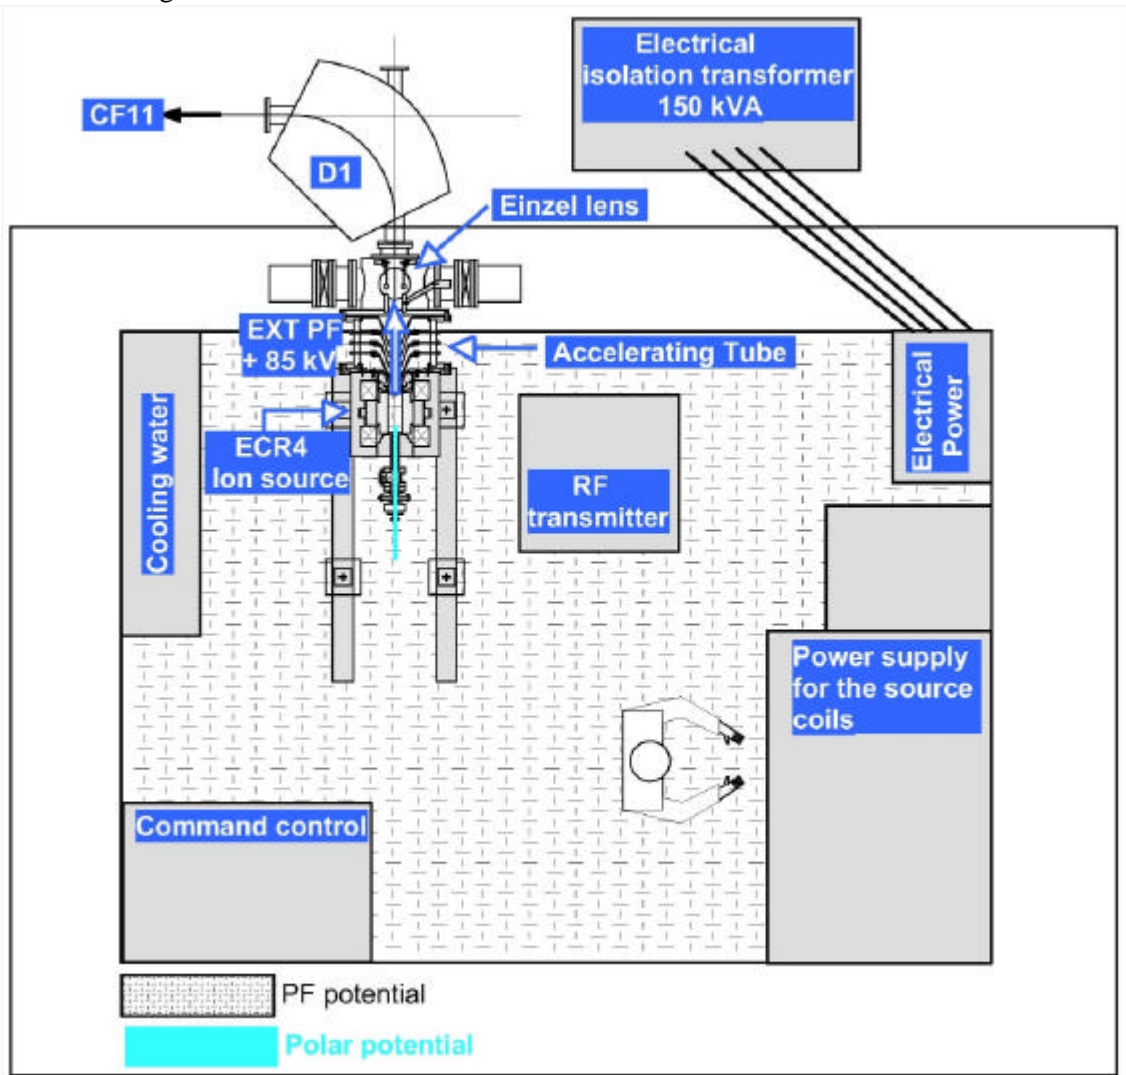 Electrical
isolation transformer
150 kVA
CF11
D1
Einzel lens
EXT PF
+ 85 kV
Accelerating Tube
Electrical
Power
Cooling water
ECR4
Ion source
RF
transmitter
Power supply
for the source
coils
Command control
PF potential
Polar potential